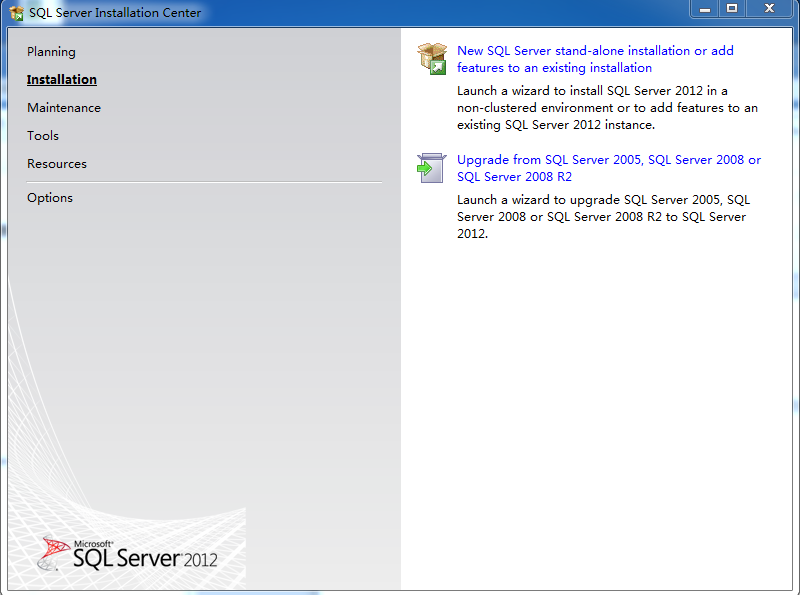 SQL Server Installation Center
Planning
Installation
Maintenance
Tools
Resources
Options
New SQL Server stand-alone installation or add
features to an existing installation
Launch a wizard to install SQL Server 2012 in a
non-clustered environment or to add features to an
existing SQL Server 2012 instance.
Upgrade from SQL Server 2005, SQL Server 2008 or
SQL Server 2008 R2
Launch a wizard to upgrade SQL Server 2005, SQL
Server 2008 or SQL Server 2008 R2 to SQL Server
2012.
Microsoft®
SQL Server® 2012